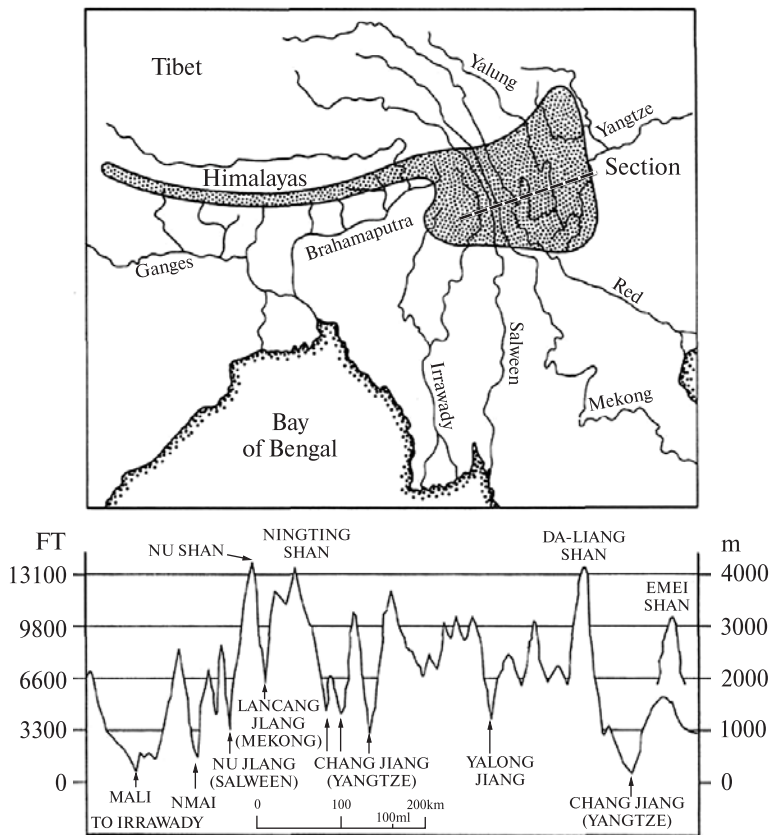 Tibet
Yalung
Yangtze
Section
Himalayas
Brahamaputra
Ganges
Red
Salween
Irrawady
Mekong
Bay
of Bengal
FT
NU SHAN
NINGTING
SHAN
DA-LIANG
SHAN
m
13100
4000
EMEI
SHAN
9800
3000
6600
2000
LANCANG
JLANG
(MEKONG)
3300
1000
NU JLANG
(SALWEEN)
CHANG JIANG
(YANGTZE)
YALONG
JIANG
0
0
MALI
NMAI
CHANG JIANG
(YANGTZE)
TO IRRAWADY
0 100 200km
100ml